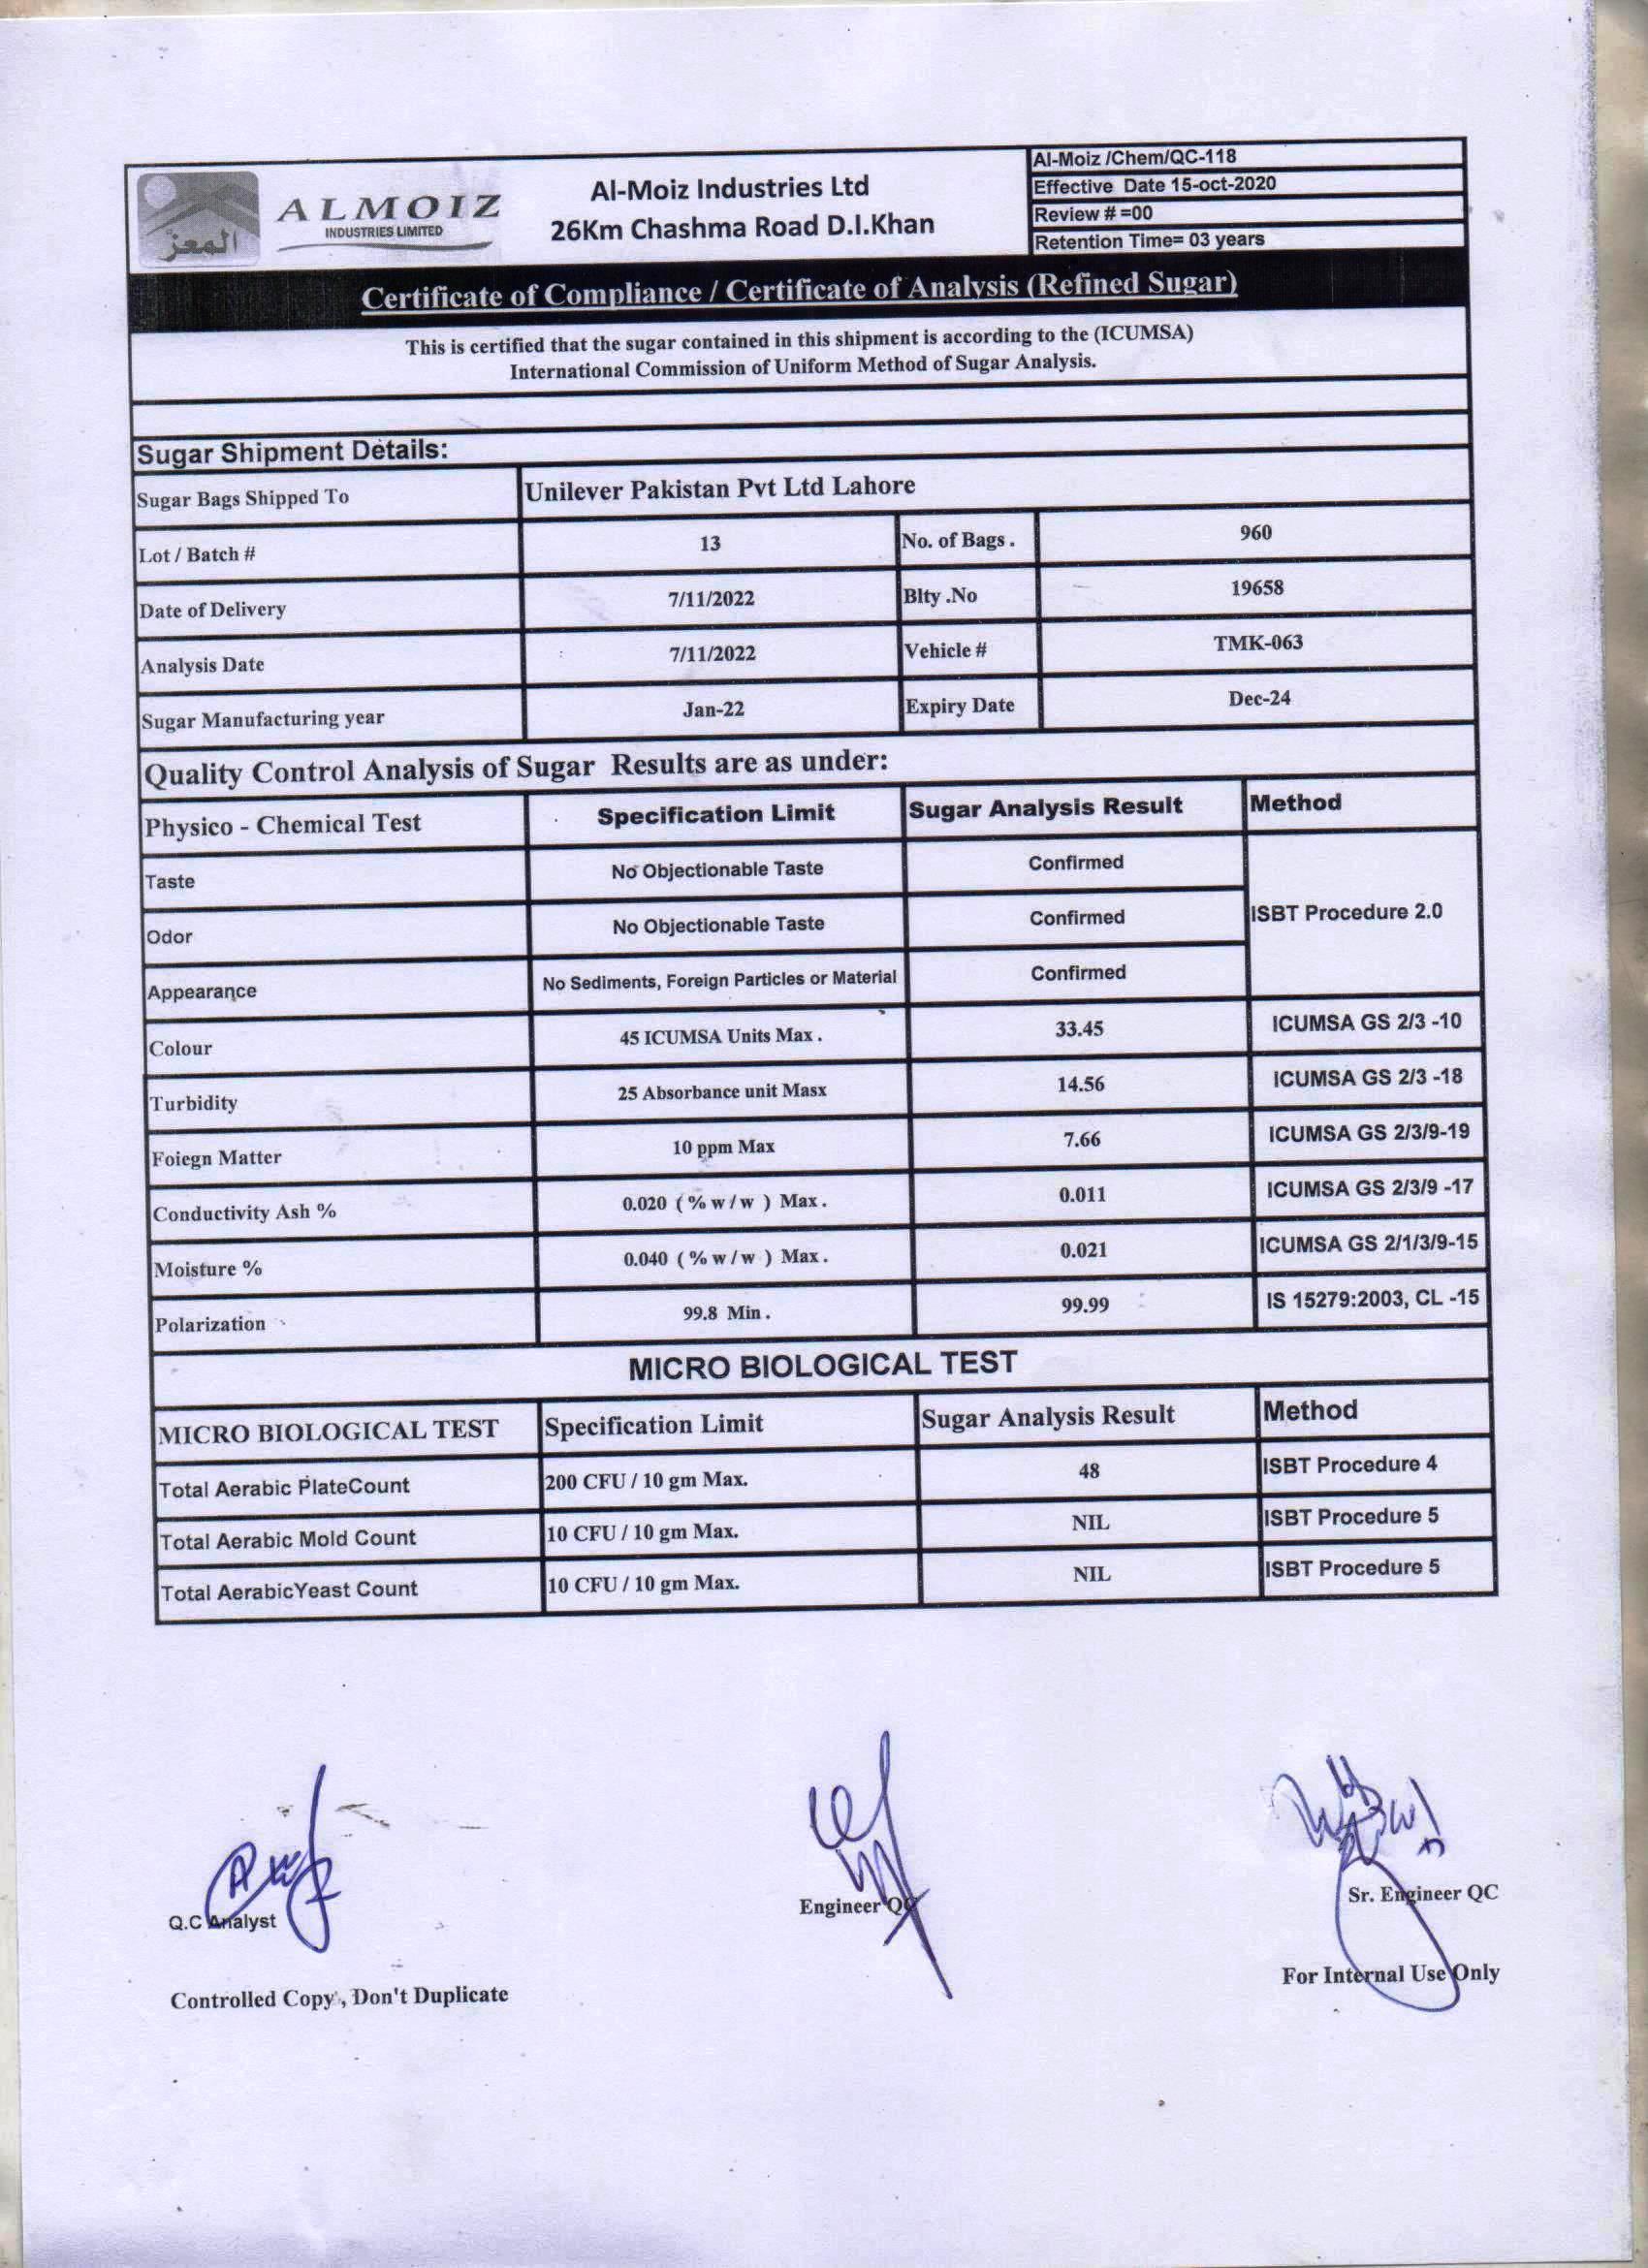 المعز
ALMOIZ
INDUSTRIES LIMITED
Al-Moiz Industries Ltd
26Km Chashma Road D.I.Khan
Al-Moiz /Chem/QC-118
Effective Date 15-oct-2020
Review # =00
Retention Time= 03 years
Certificate of Compliance / Certificate of Analysis (Refined Sugar)
This is certified that the sugar contained in this shipment is according to the (ICUMSA)
International Commission of Uniform Method of Sugar Analysis.
Sugar Shipment Details:
Sugar Bags Shipped To Unilever Pakistan Pvt Ltd Lahore
Lot / Batch # 13 No. of Bags . 960
Date of Delivery 7/11/2022 Blty .No 19658
Analysis Date 7/11/2022 Vehicle # TMK-063
Sugar Manufacturing year Jan-22 Expiry Date Dec-24
Quality Control Analysis of Sugar Results are as under:
Physico - Chemical Test Specification Limit Sugar Analysis Result Method
Taste No Objectionable Taste Confirmed
Odor No Objectionable Taste Confirmed ISBT Procedure 2.0
Appearance No Sediments, Foreign Particles or Material Confirmed
Colour 45 ICUMSA Units Max . 33.45 ICUMSA GS 2/3 -10
Turbidity 25 Absorbance unit Masx 14.56 ICUMSA GS 2/3 -18
Foiegn Matter 10 ppm Max 7.66 ICUMSA GS 2/3/9-19
Conductivity Ash % 0.020 ( % w / w ) Max . 0.011 ICUMSA GS 2/3/9 -17
Moisture % 0.040 ( % w / w ) Max . 0.021 ICUMSA GS 2/1/3/9-15
Polarization 99.8 Min . 99.99 IS 15279:2003, CL -15
MICRO BIOLOGICAL TEST
MICRO BIOLOGICAL TEST Specification Limit Sugar Analysis Result Method
Total Aerabic PlateCount 200 CFU / 10 gm Max. 48 ISBT Procedure 4
Total Aerabic Mold Count 10 CFU / 10 gm Max. NIL ISBT Procedure 5
Total AerabicYeast Count 10 CFU / 10 gm Max. NIL ISBT Procedure 5
Q.C Analyst Engineer QC Sr. Engineer QC
Controlled Copy , Don't Duplicate For Internal Use Only